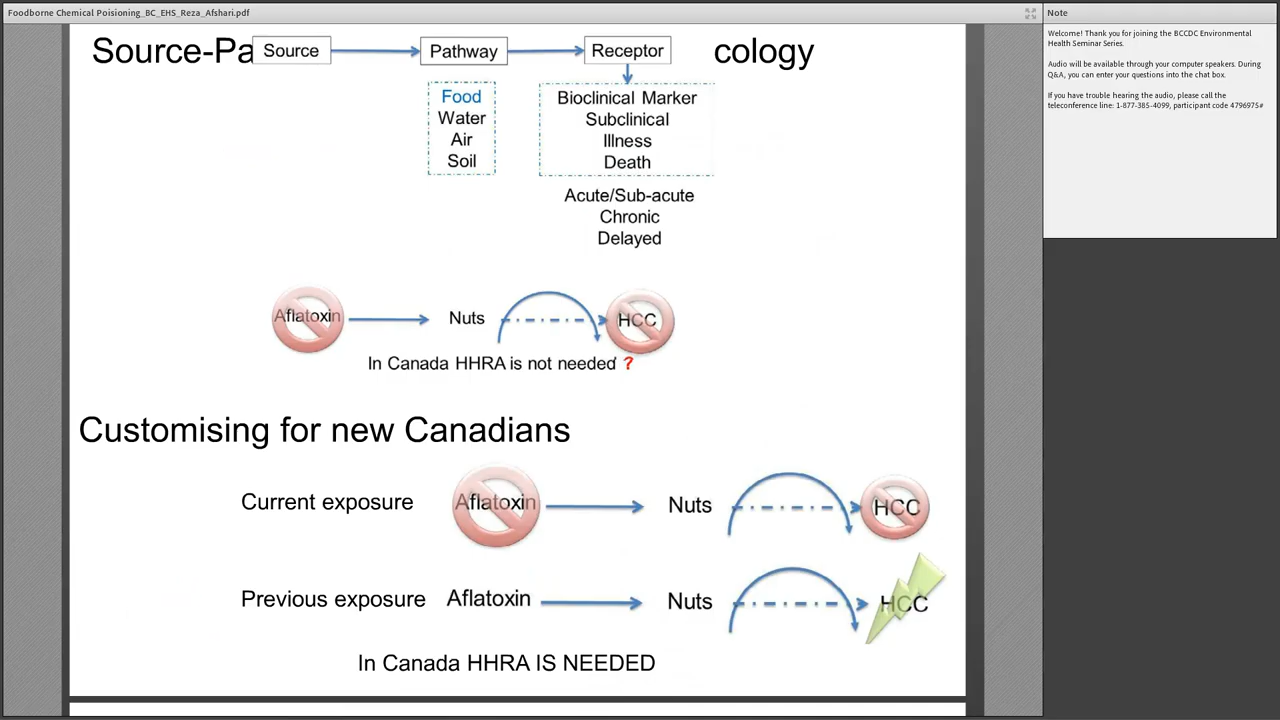 Foodborne Chemical Poisioning_BC_EHS_Reza_Afshari.pdf
Source-Pa
cology
Source
Pathway
Receptor
Food
Water
Air
Soil
Bioclinical Marker
Subclinical
Illness
Death
Acute/Sub-acute
Chronic
Delayed
Aflatoxin
Nuts
HCC
In Canada HHRA is not needed ?
Customising for new Canadians
Current exposure
Aflatoxin
Nuts
HCC
Previous exposure
Aflatoxin
Nuts
HCC
In Canada HHRA IS NEEDED
Note
Welcome! Thank you for joining the BCCDC Environmental
Health Seminar Series.
Audio will be available through your computer speakers. During
Q&A, you can enter your questions into the chat box.
If you have trouble hearing the audio, please call the
teleconference line: 1-877-385-4099, participant code 4796975#